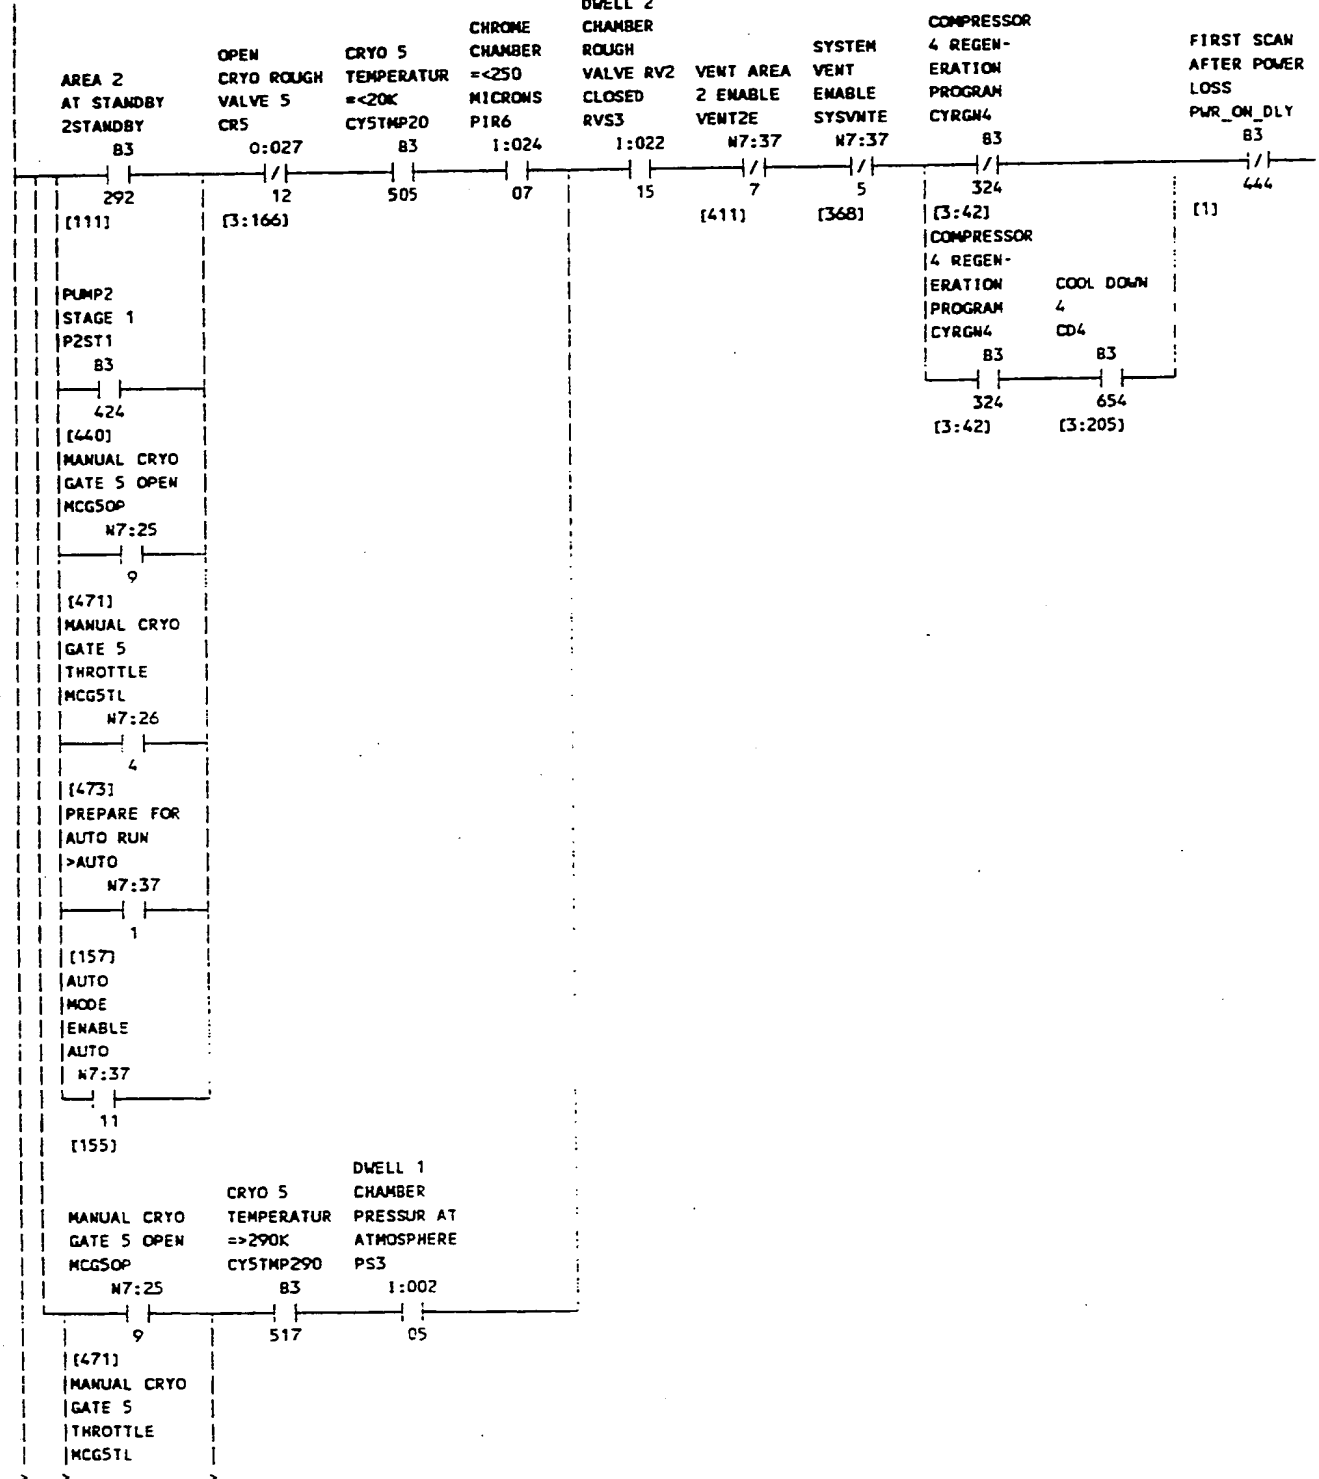 DWELL 2
CHROME CHAMBER COMPRESSOR
OPEN CRYO 5 CHAMBER ROUGH SYSTEM 4 REGEN- FIRST SCAN
AREA 2 CRYO ROUGH TEMPERATUR =<250 VALVE RV2 VENT AREA VENT ERATION AFTER POWER
AT STANDBY VALVE 5 =<20K MICRONS CLOSED 2 ENABLE ENABLE PROGRAM LOSS
2STANDBY CR5 CY5TMP20 PIR6 RVS3 VENT2E SYSVNTE CYRGN4 PWR_ON_DLY
B3 O:027 B3 I:024 I:022 N7:37 N7:37 B3 B3
292 12 505 07 15 7 5 324 444
[111] [3:166] [411] [368] [3:42] [1]
COMPRESSOR
4 REGEN-
PUMP2 ERATION COOL DOWN
STAGE 1 PROGRAM 4
P2ST1 CYRGN4 CD4
B3 B3 B3
424 324 654
[440] [3:42] [3:205]
MANUAL CRYO
GATE 5 OPEN
MCG5OP
N7:25
9
[471]
MANUAL CRYO
GATE 5
THROTTLE
MCG5TL
N7:26
4
[473]
PREPARE FOR
AUTO RUN
>AUTO
N7:37
1
[157]
AUTO
MODE
ENABLE
AUTO
N7:37
11
[155]
DWELL 1
CRYO 5 CHAMBER
MANUAL CRYO TEMPERATUR PRESSUR AT
GATE 5 OPEN =>290K ATMOSPHERE
MCG5OP CY5TMP290 PS3
N7:25 B3 I:002
9 517 05
[471]
MANUAL CRYO
GATE 5
THROTTLE
MCG5TL